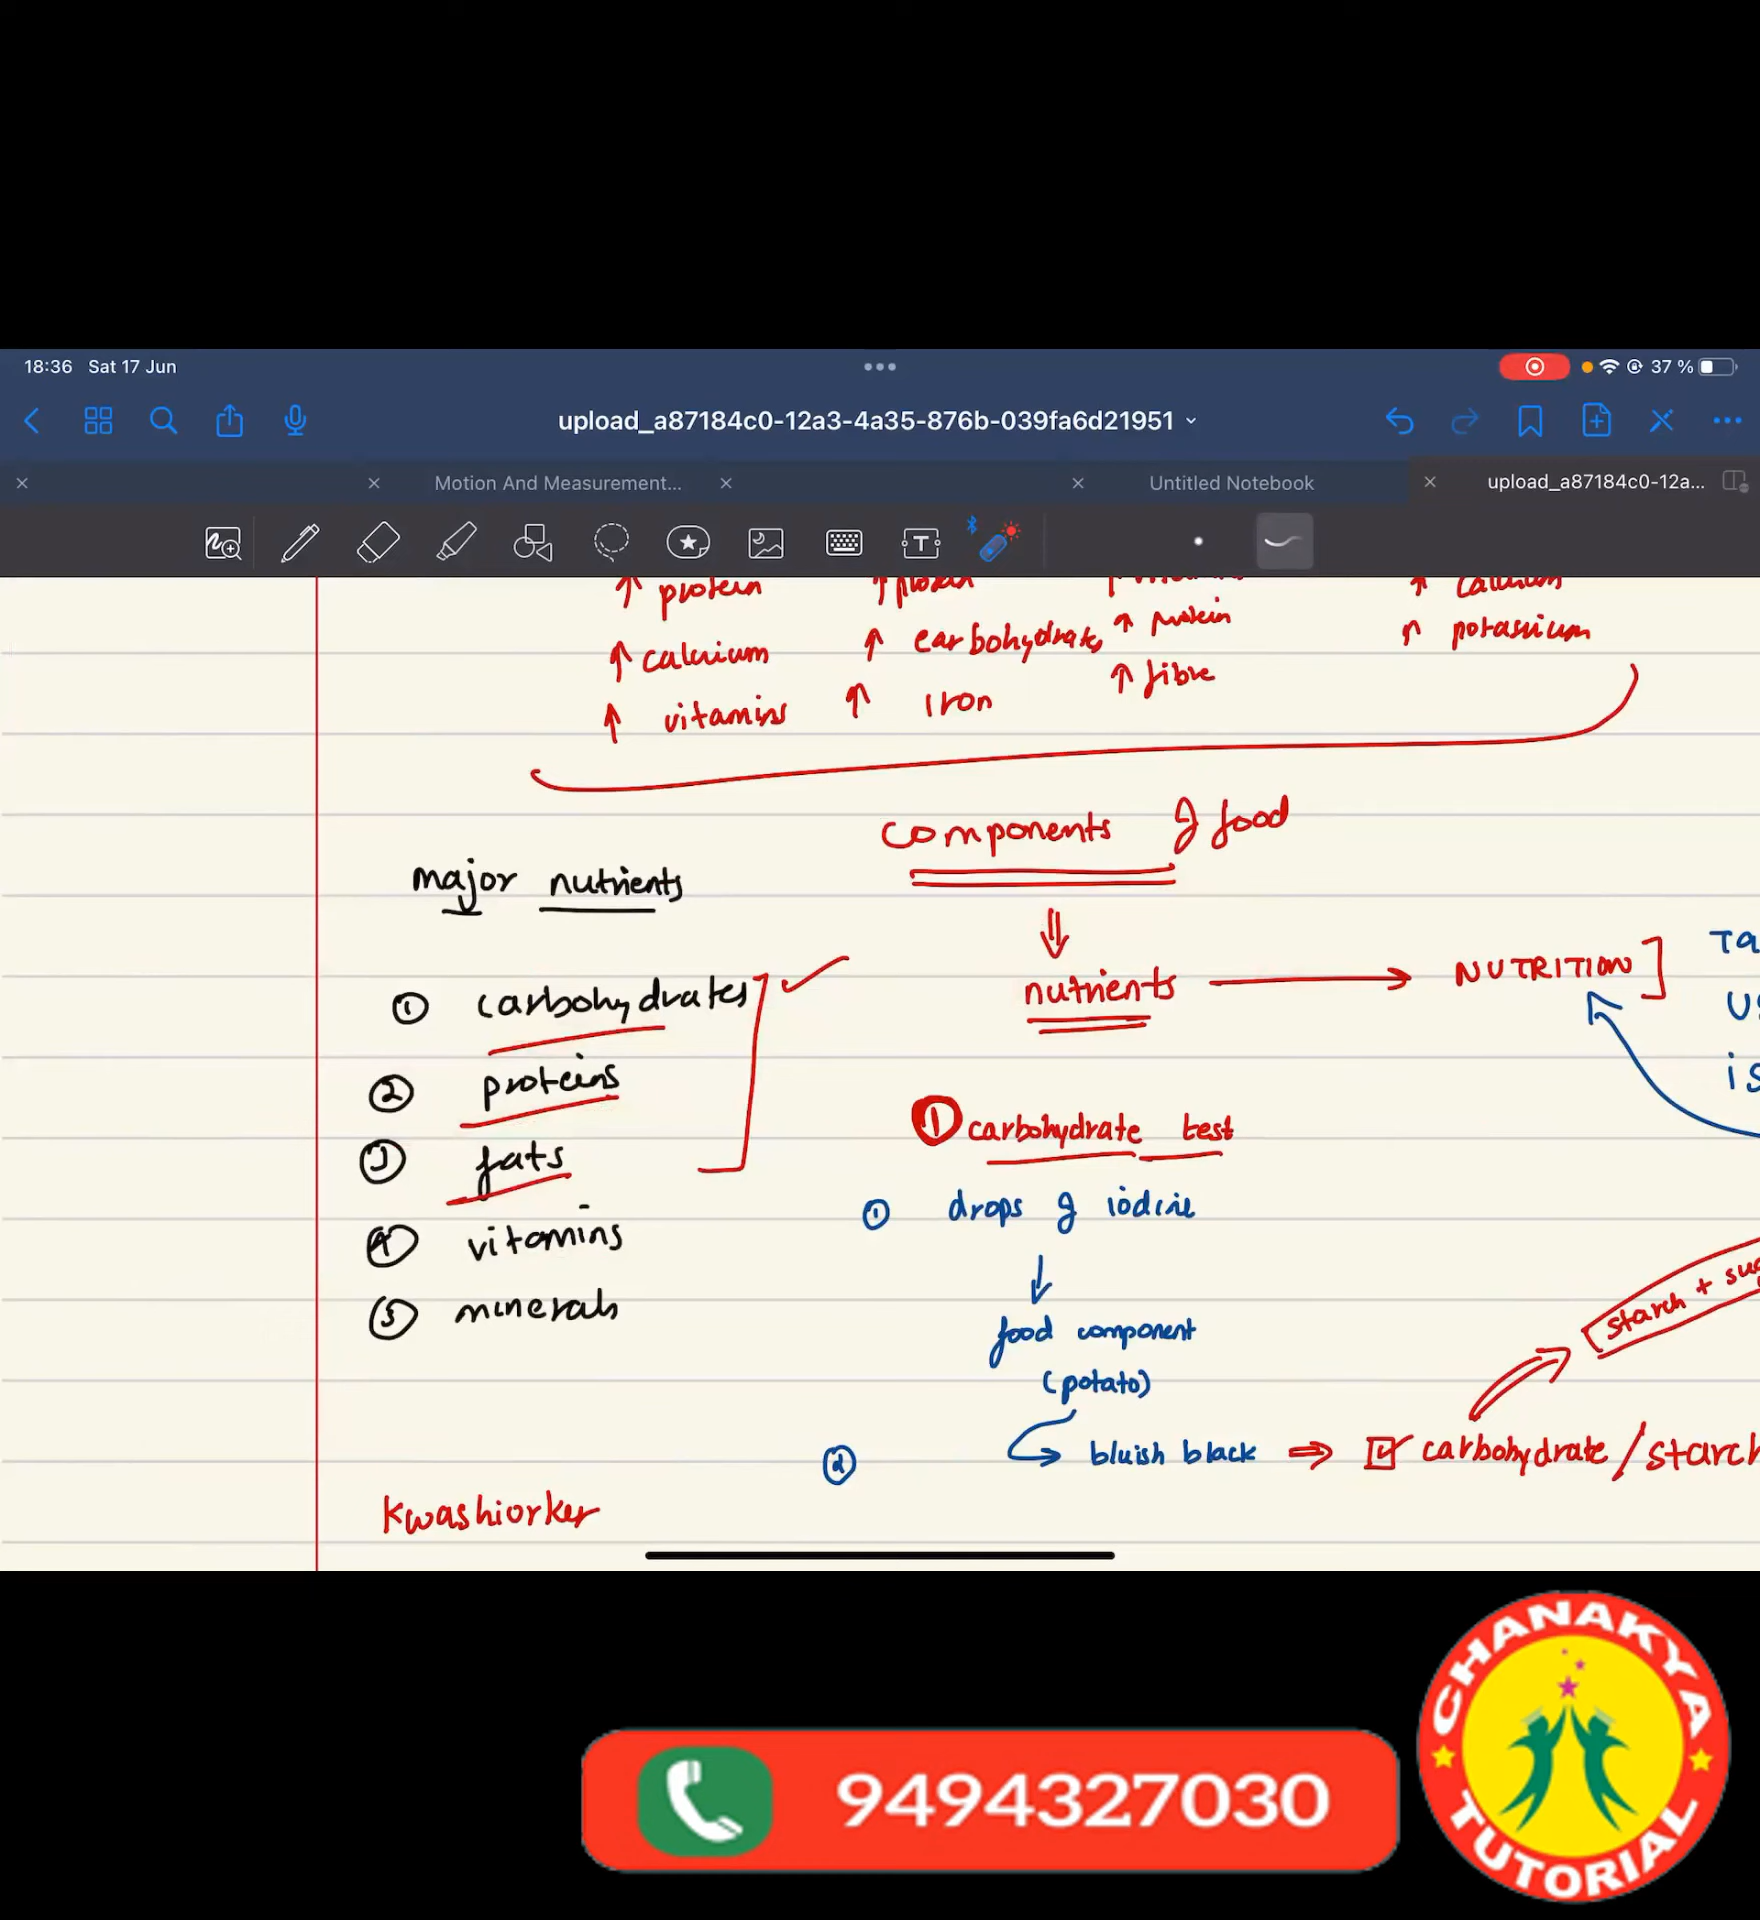 18:36 Sat 17 Jun
37 %
upload_a87184c0-12a3-4a35-876b-039fa6d21951
Motion And Measurement...
Untitled Notebook
upload_a87184c0-12a...
protein
calcium
potassium
protein
carbohydrates
calcium
fibre
iron
vitamins
components of food
major nutrients
nutrients
NUTRITION
① carbohydrates
② proteins
① carbohydrate test
③ fats
① drops of iodine
④ vitamins
⑤ minerals
food component
(potato)
starch +
② bluish black ⇒ carbohydrate/starch
Kwashiorker
9494327030
CHANAKYA
TUTORIAL